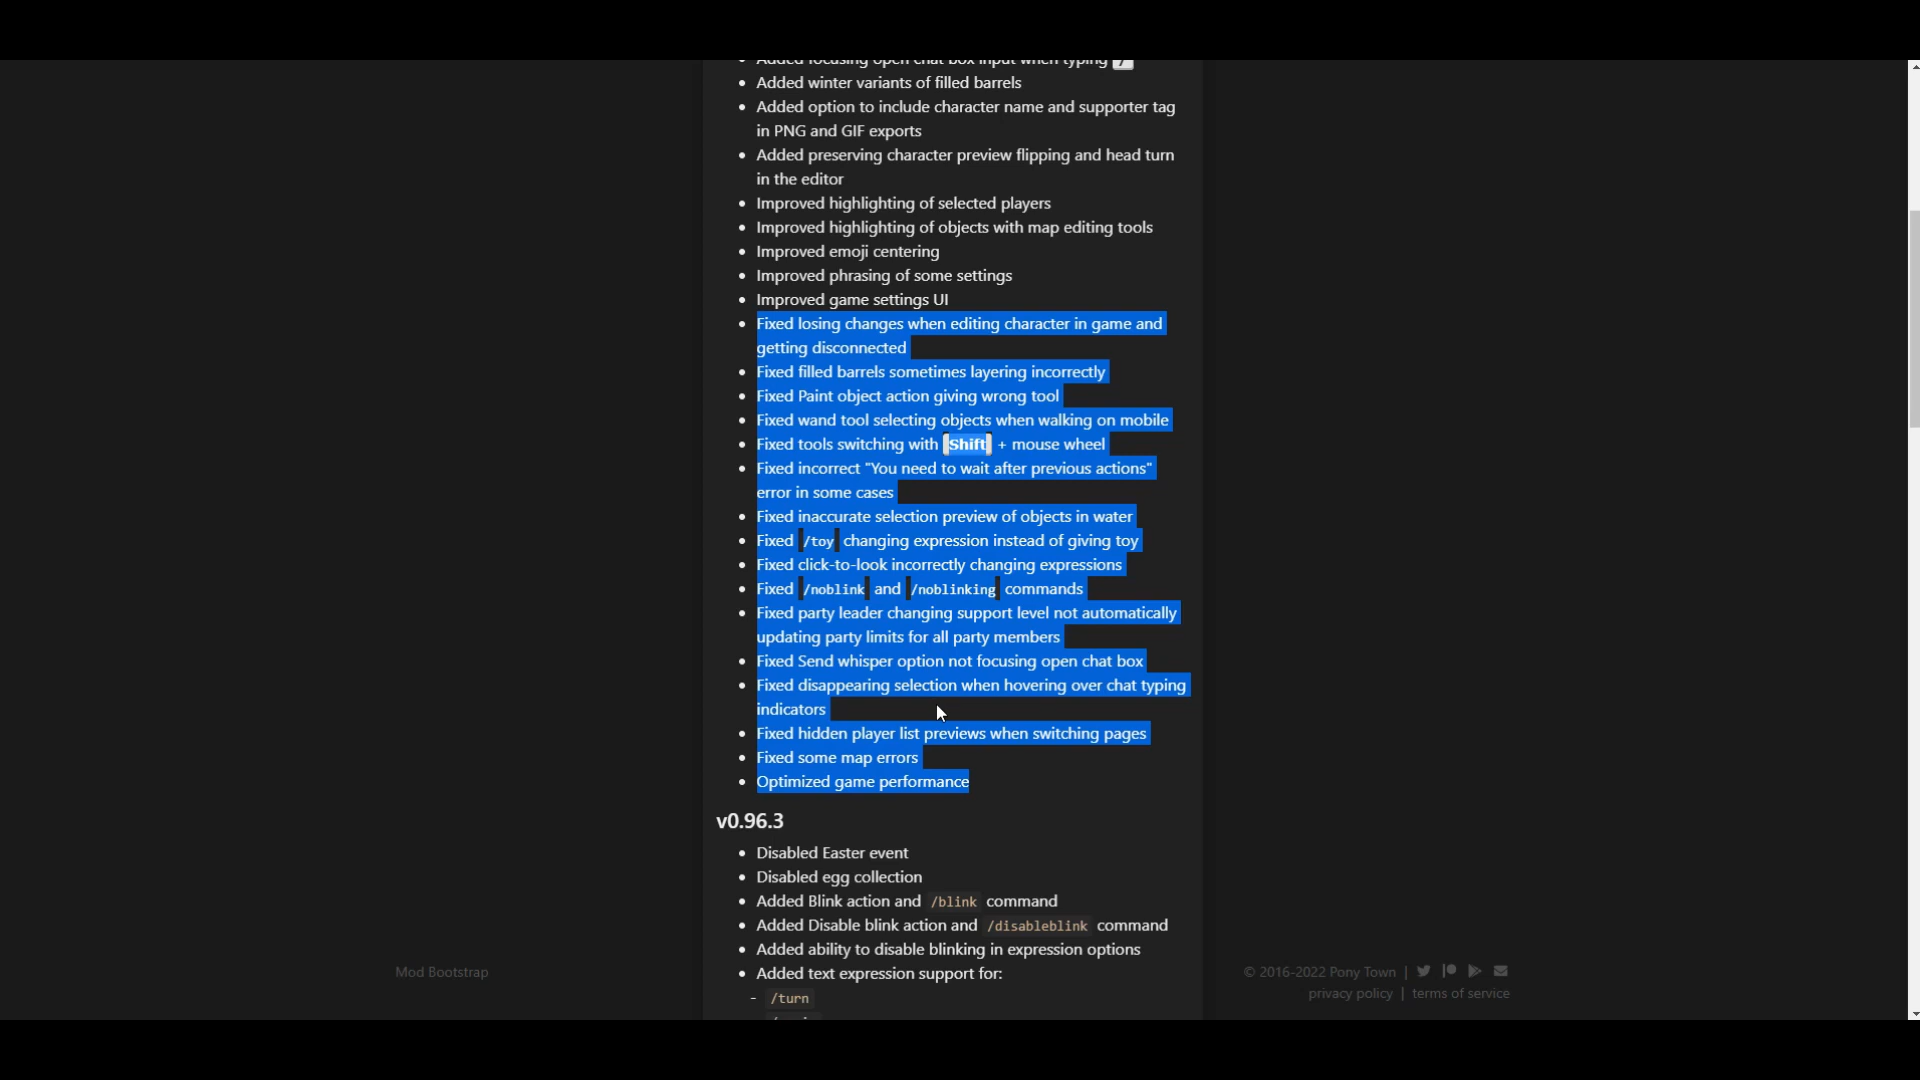 Added focusing open chat box input when typing /
Added winter variants of filled barrels
Added option to include character name and supporter tag
in PNG and GIF exports
Added preserving character preview flipping and head turn
in the editor
Improved highlighting of selected players
Improved highlighting of objects with map editing tools
Improved emoji centering
Improved phrasing of some settings
Improved game settings UI
Fixed losing changes when editing character in game and
getting disconnected
Fixed filled barrels sometimes layering incorrectly
Fixed Paint object action giving wrong tool
Fixed wand tool selecting objects when walking on mobile
Fixed tools switching with [Shift] + mouse wheel
Fixed incorrect "You need to wait after previous actions"
error in some cases
Fixed inaccurate selection preview of objects in water
Fixed /toy changing expression instead of giving toy
Fixed click-to-look incorrectly changing expressions
Fixed /noblink and /noblinking commands
Fixed party leader changing support level not automatically
updating party limits for all party members
Fixed Send whisper option not focusing open chat box
Fixed disappearing selection when hovering over chat typing
indicators
Fixed hidden player list previews when switching pages
Fixed some map errors
Optimized game performance
v0.96.3
Disabled Easter event
Disabled egg collection
Added Blink action and /blink command
Added Disable blink action and /disableblink command
Added ability to disable blinking in expression options
Added text expression support for:
- /turn
Mod Bootstrap
© 2016-2022 Pony Town |
privacy policy | terms of service